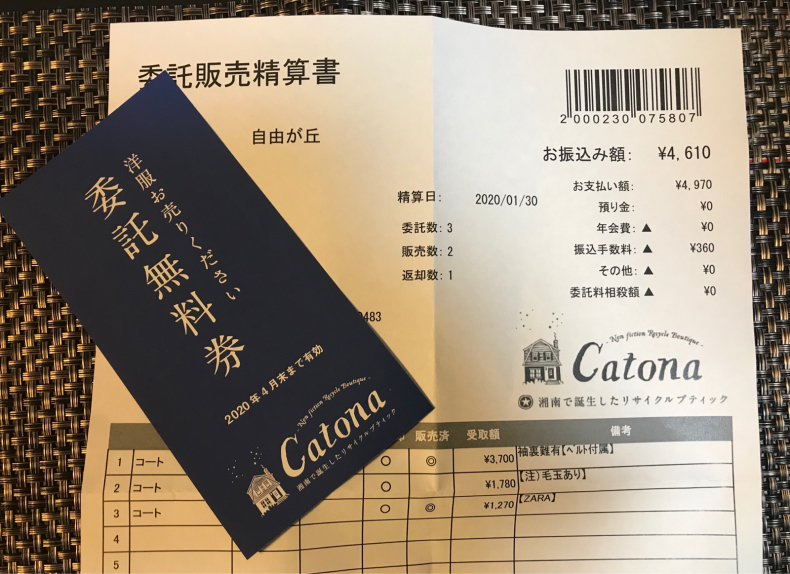 委託販売精算書
自由が丘
2 000230 075807
お振込み額: ¥4,610
精算日: 2020/01/30
委託数: 3
販売数: 2
返却数: 1
お支払い額: ¥4,970
預り金: ¥0
年会費: ▲ ¥0
振込手数料: ▲ ¥360
その他: ▲ ¥0
委託料相殺額 ▲ ¥0
483
- Non fiction Recycle Boutique -
Catona
湘南で誕生したリサイクルブティック
販売済 受取額 備考
1 コート ○ ◎ ¥3,700 袖裏難有【ベルト付属】
2 コート ○ ¥1,780 【注)毛玉あり】
3 コート ○ ◎ ¥1,270 【ZARA】
4
5
洋服お売りください
委託無料券
2020年4月末まで有効
- Non fiction Recycle Boutique -
Catona
湘南で誕生したリサイクルブティック